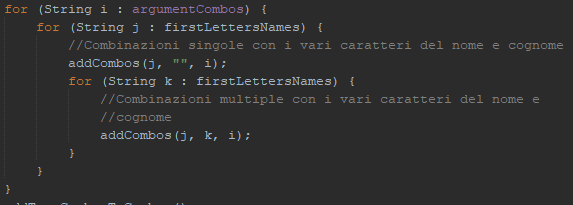 for (String i : argumentCombos) {
for (String j : firstLettersNames) {
//Combinazioni singole con i vari caratteri del nome e cognome
addCombos(j, "", i);
for (String k : firstLettersNames) {
//Combinazioni multiple con i vari caratteri del nome e
//cognome
addCombos(j, k, i);
}
}
}